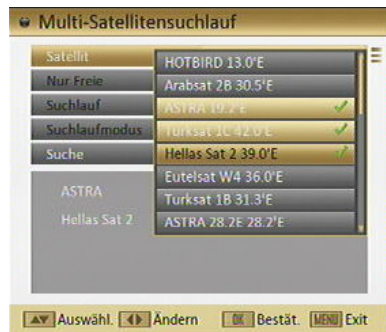 Multi-Satellitensuchlauf
Satellit
Nur Freie
Suchlauf
Suchlaufmodus
Suche
HOTBIRD 13.0'E
Arabsat 2B 30.5'E
ASTRA 19.2'E
Turksat 1C 42.0'E
Hellas Sat 2 39.0'E
Eutelsat W4 36.0'E
Turksat 1B 31.3'E
ASTRA 28.2E 28.2'E
ASTRA
Hellas Sat 2
Auswähl. Ändern OK Bestät. MENU Exit